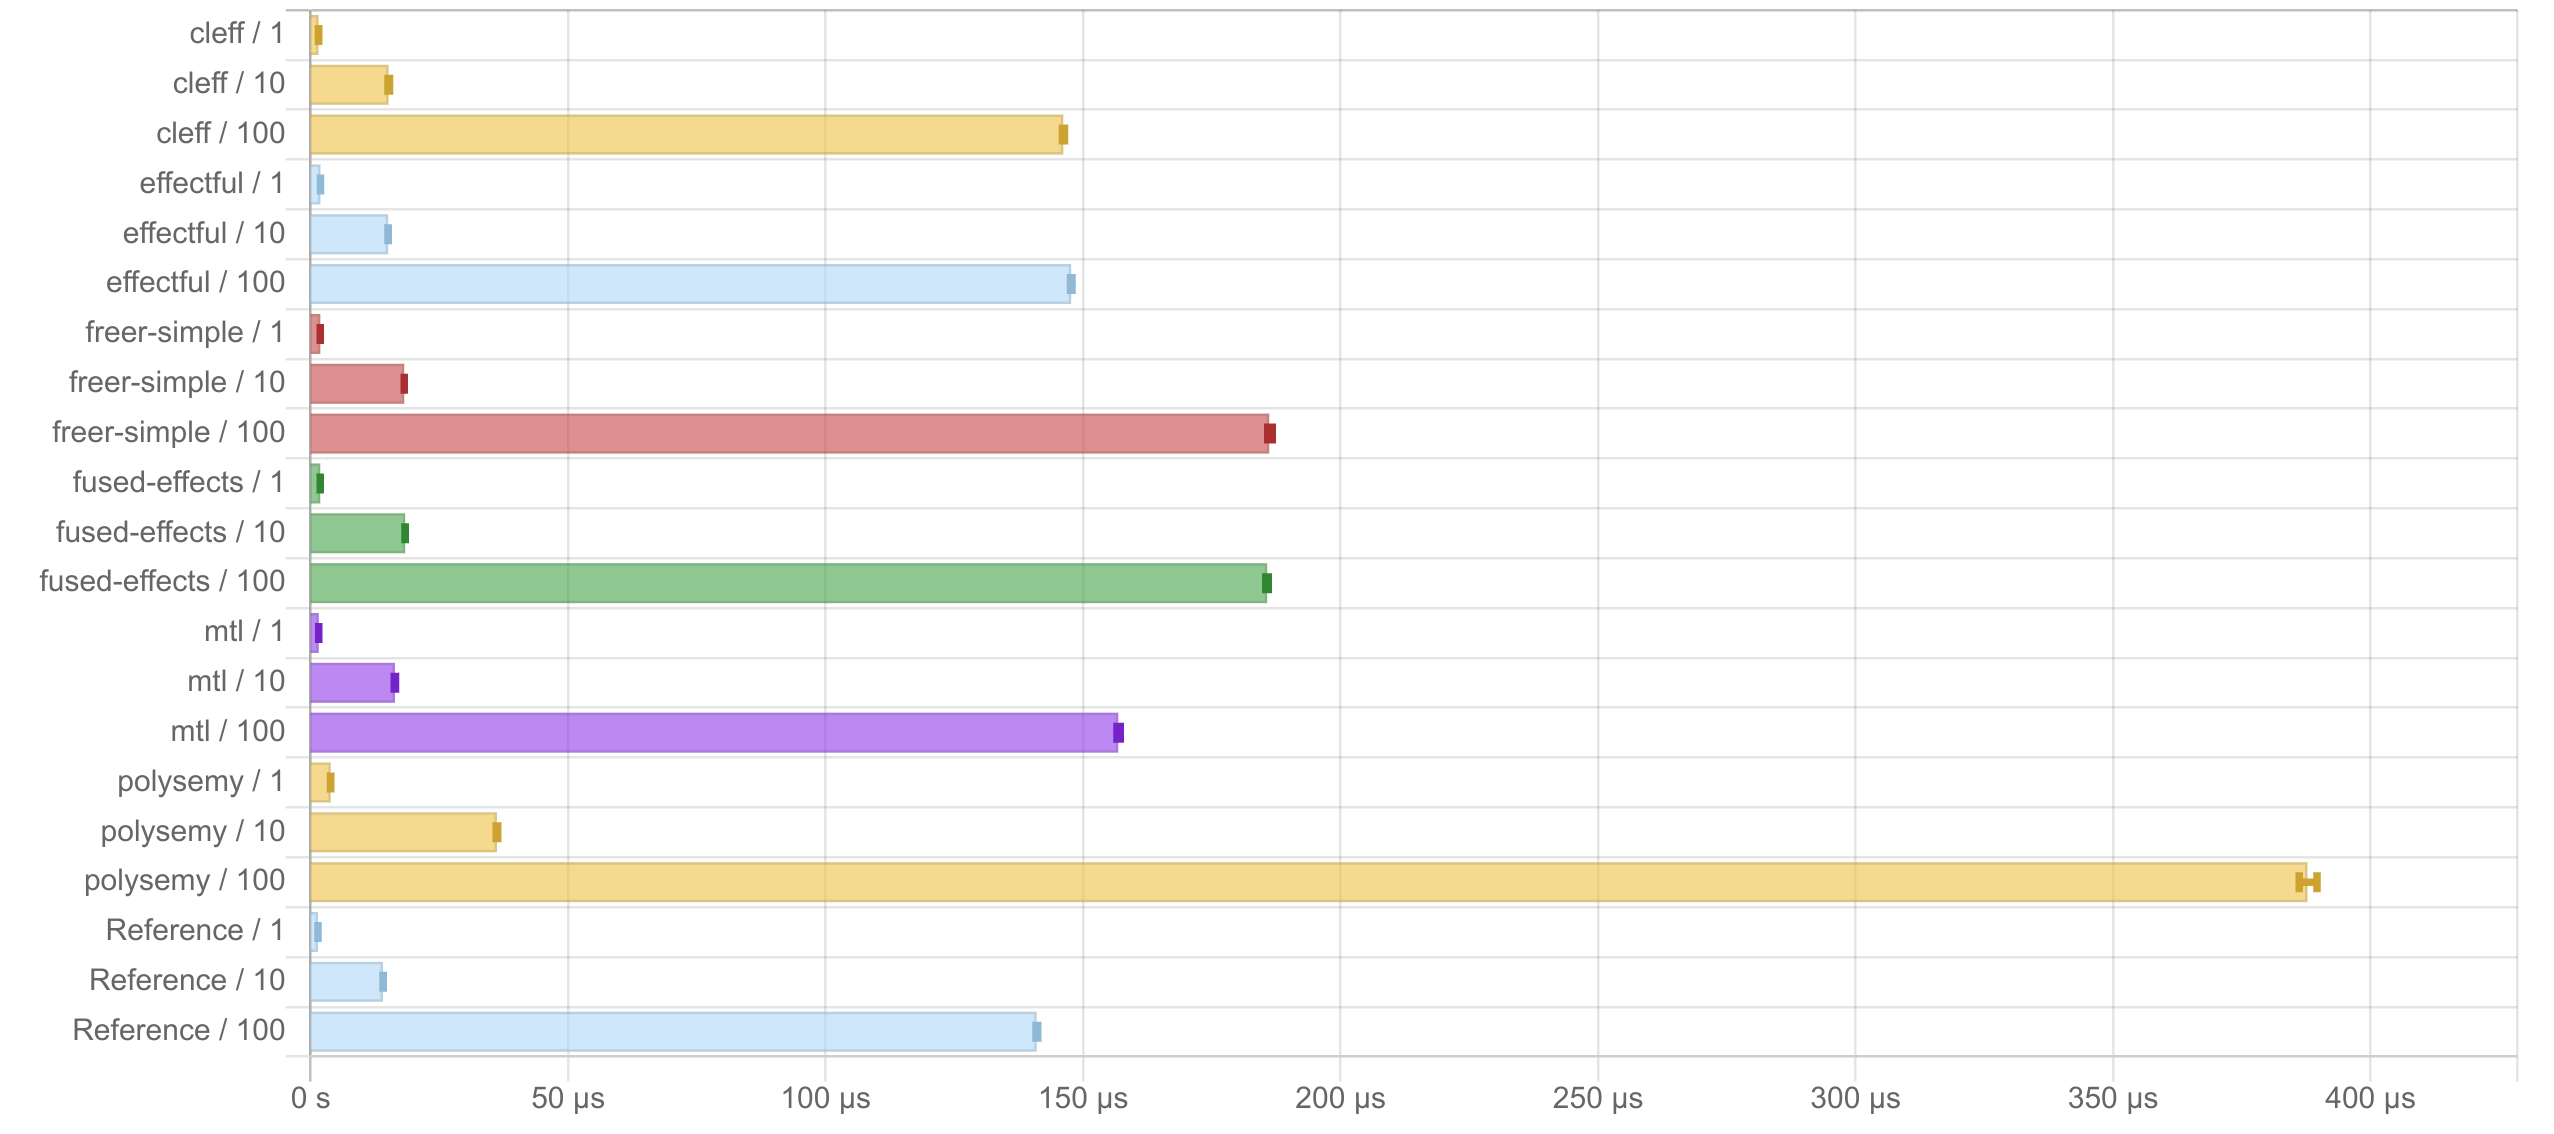 cleff / 1
cleff / 10
cleff / 100
effectful / 1
effectful / 10
effectful / 100
freer-simple / 1
freer-simple / 10
freer-simple / 100
fused-effects / 1
fused-effects / 10
fused-effects / 100
mtl / 1
mtl / 10
mtl / 100
polysemy / 1
polysemy / 10
polysemy / 100
Reference / 1
Reference / 10
Reference / 100
0 s 50 µs 100 µs 150 µs 200 µs 250 µs 300 µs 350 µs 400 µs